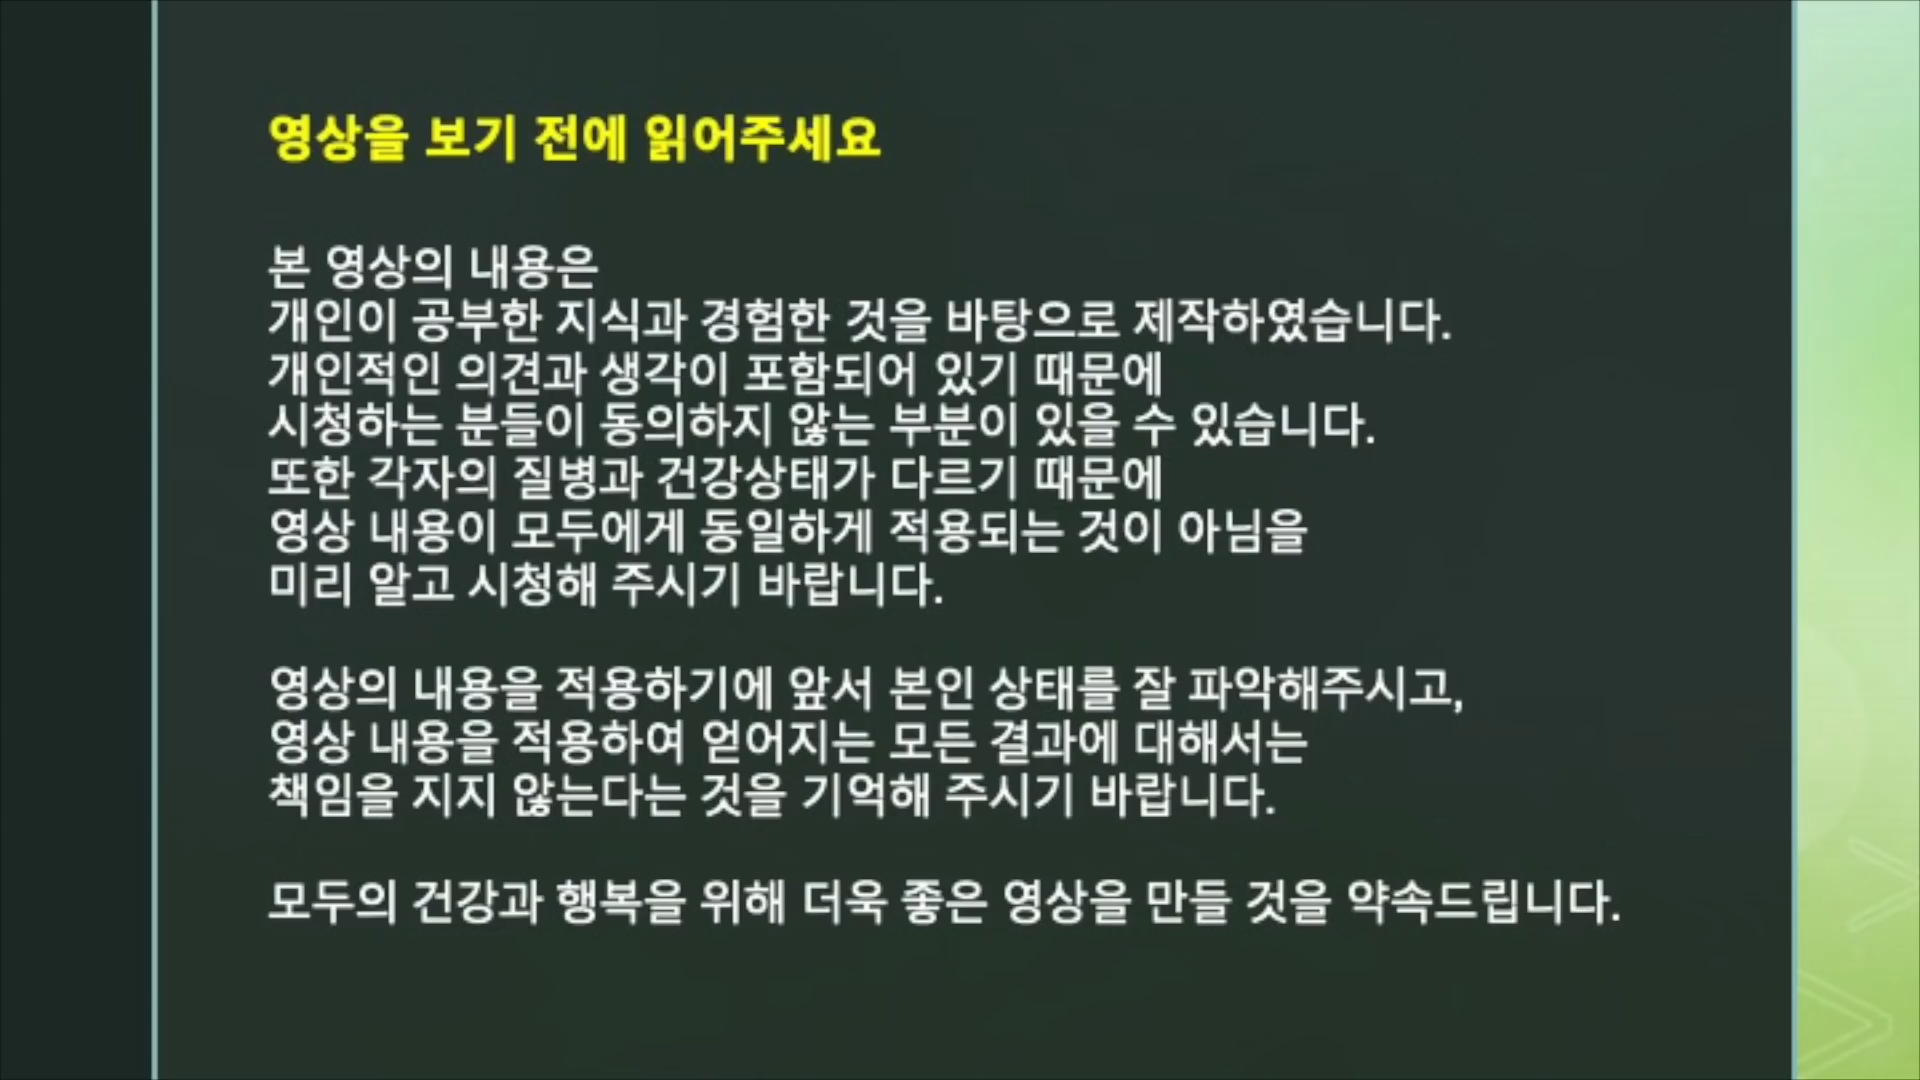 영상을 보기 전에 읽어주세요
본 영상의 내용은
개인이 공부한 지식과 경험한 것을 바탕으로 제작하였습니다.
개인적인 의견과 생각이 포함되어 있기 때문에
시청하는 분들이 동의하지 않는 부분이 있을 수 있습니다.
또한 각자의 질병과 건강상태가 다르기 때문에
영상 내용이 모두에게 동일하게 적용되는 것이 아님을
미리 알고 시청해 주시기 바랍니다.
영상의 내용을 적용하기에 앞서 본인 상태를 잘 파악해주시고,
영상 내용을 적용하여 얻어지는 모든 결과에 대해서는
책임을 지지 않는다는 것을 기억해 주시기 바랍니다.
모두의 건강과 행복을 위해 더욱 좋은 영상을 만들 것을 약속드립니다.